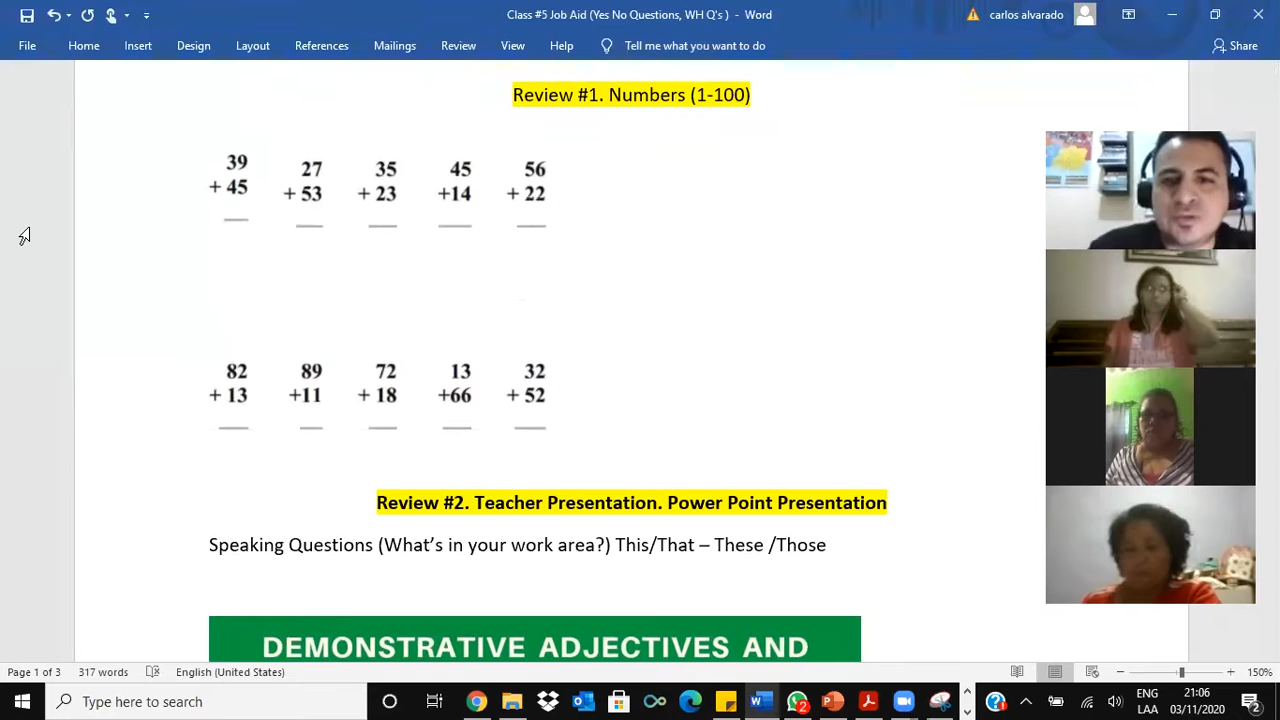 Class #5 Job Aid (Yes No Questions, WH Q's ) - Word
carlos alvarado
File Home Insert Design Layout References Mailings Review View Help Tell me what you want to do Share
Review #1. Numbers (1-100)
39 27 35 45 56
+ 45 + 53 + 23 +14 + 22
82 89 72 13 32
+ 13 +11 + 18 +66 + 52
Review #2. Teacher Presentation. Power Point Presentation
Speaking Questions (What's in your work area?) This/That – These /Those
DEMONSTRATIVE ADJECTIVES AND
Page 1 of 3 317 words English (United States) 150%
Type here to search
ENG 21:06
LAA 03/11/2020
2
2